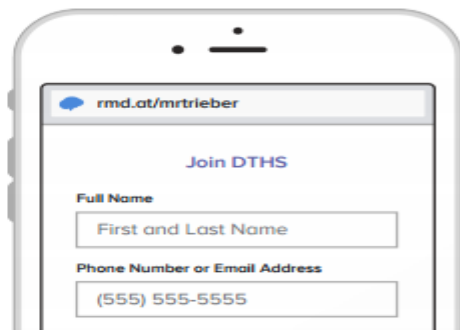 rmd.at/mrtrieber
Join DTHS
Full Name
First and Last Name
Phone Number or Email Address
(555) 555-5555